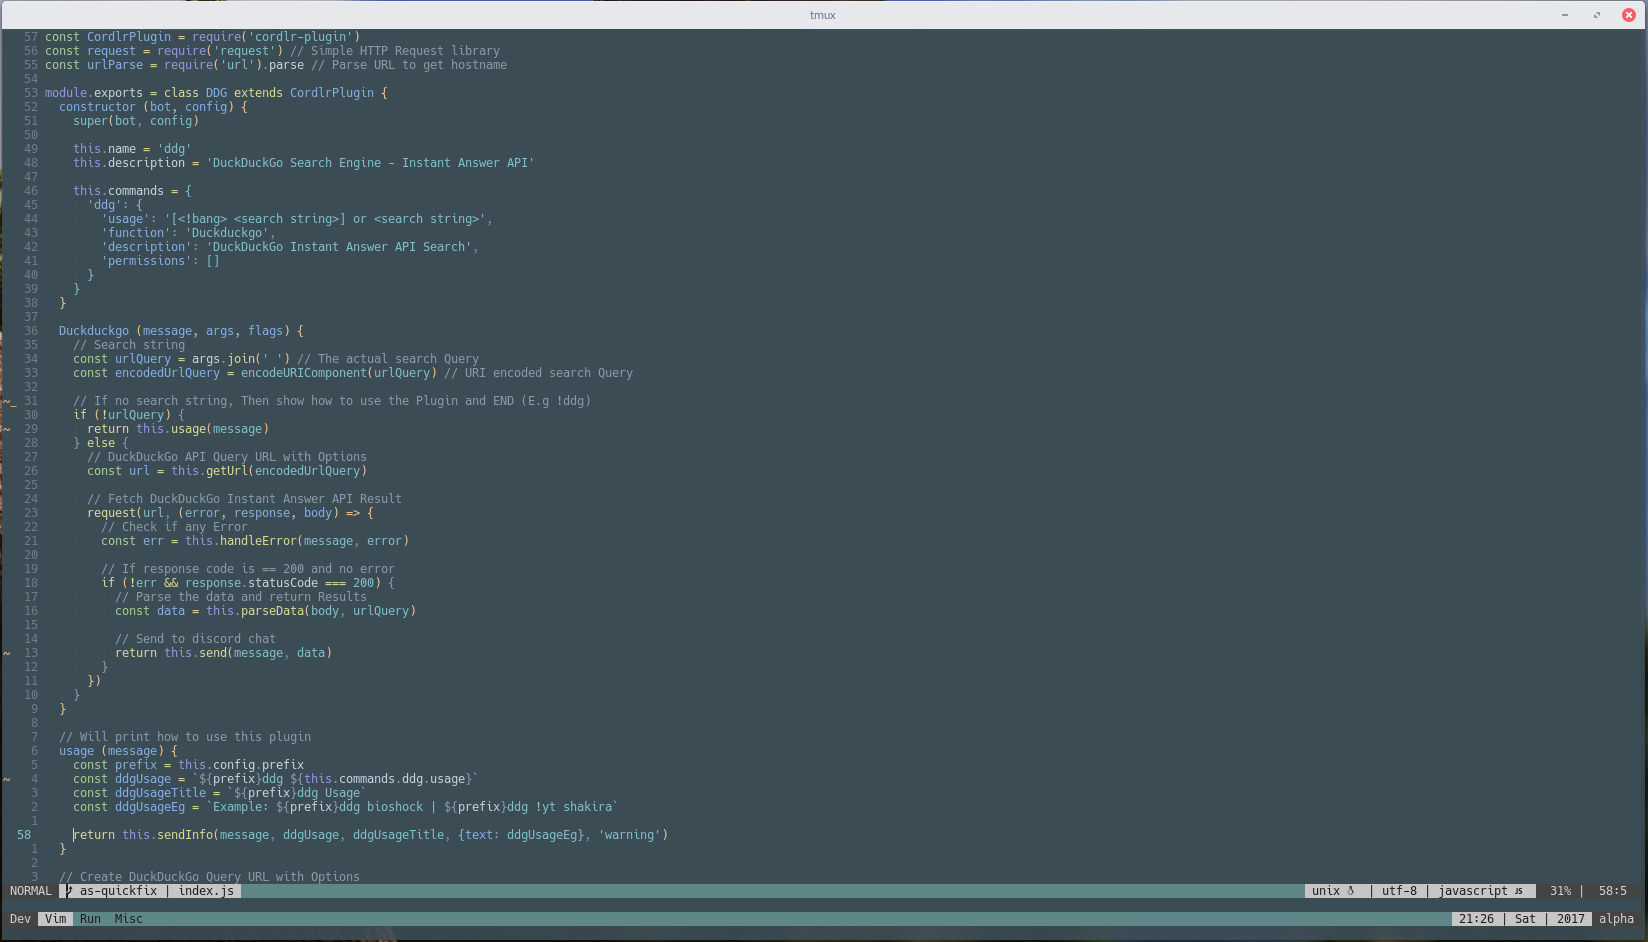 tmux
57 const CordlrPlugin = require('cordlr-plugin')
56 const request = require('request') // Simple HTTP Request library
55 const urlParse = require('url').parse // Parse URL to get hostname
54
53 module.exports = class DDG extends CordlrPlugin {
52   constructor (bot, config) {
51     super(bot, config)
50
49     this.name = 'ddg'
48     this.description = 'DuckDuckGo Search Engine - Instant Answer API'
47
46     this.commands = {
45       'ddg': {
44         'usage': '[<!bang> <search string>] or <search string>',
43         'function': 'Duckduckgo',
42         'description': 'DuckDuckGo Instant Answer API Search',
41         'permissions': []
40       }
39     }
38   }
37
36   Duckduckgo (message, args, flags) {
35     // Search string
34     const urlQuery = args.join(' ') // The actual search Query
33     const encodedUrlQuery = encodeURIComponent(urlQuery) // URI encoded search Query
32
~_ 31     // If no search string, Then show how to use the Plugin and END (E.g !ddg)
30     if (!urlQuery) {
~ 29       return this.usage(message)
28     } else {
27       // DuckDuckGo API Query URL with Options
26       const url = this.getUrl(encodedUrlQuery)
25
24       // Fetch DuckDuckGo Instant Answer API Result
23       request(url, (error, response, body) => {
22         // Check if any Error
21         const err = this.handleError(message, error)
20
19         // If response code is == 200 and no error
18         if (!err && response.statusCode === 200) {
17           // Parse the data and return Results
16           const data = this.parseData(body, urlQuery)
15
14           // Send to discord chat
~ 13           return this.send(message, data)
12         }
11       })
10     }
9   }
8
7   // Will print how to use this plugin
6   usage (message) {
5     const prefix = this.config.prefix
~ 4     const ddgUsage = `${prefix}ddg ${this.commands.ddg.usage}`
3     const ddgUsageTitle = `${prefix}ddg Usage`
2     const ddgUsageEg = `Example: ${prefix}ddg bioshock | ${prefix}ddg !yt shakira`
1
58     return this.sendInfo(message, ddgUsage, ddgUsageTitle, {text: ddgUsageEg}, 'warning')
1   }
2
3   // Create DuckDuckGo Query URL with Options
NORMAL as-quickfix | index.js unix | utf-8 | javascript JS 31% | 58:5
Dev Vim Run Misc 21:26 | Sat | 2017 alpha